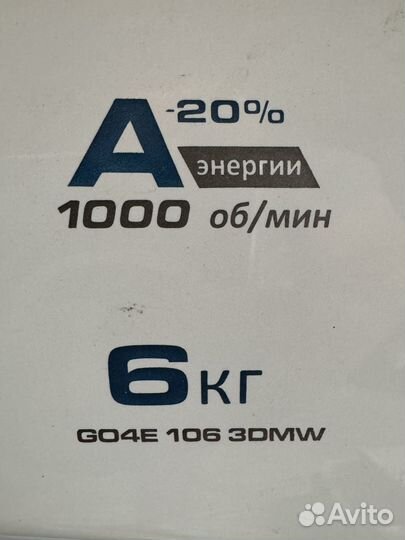 A -20%
энергии
1000 об/мин
6кг
GO4E 106 3DMW
Avito